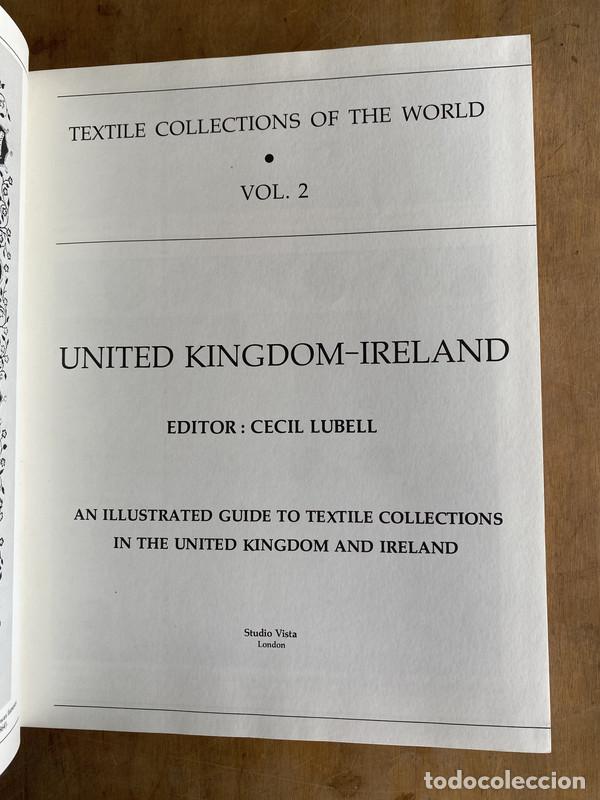 TEXTILE COLLECTIONS OF THE WORLD
•
VOL. 2
UNITED KINGDOM–IRELAND
EDITOR: CECIL LUBELL
AN ILLUSTRATED GUIDE TO TEXTILE COLLECTIONS
IN THE UNITED KINGDOM AND IRELAND
Studio Vista
London
todocoleccion